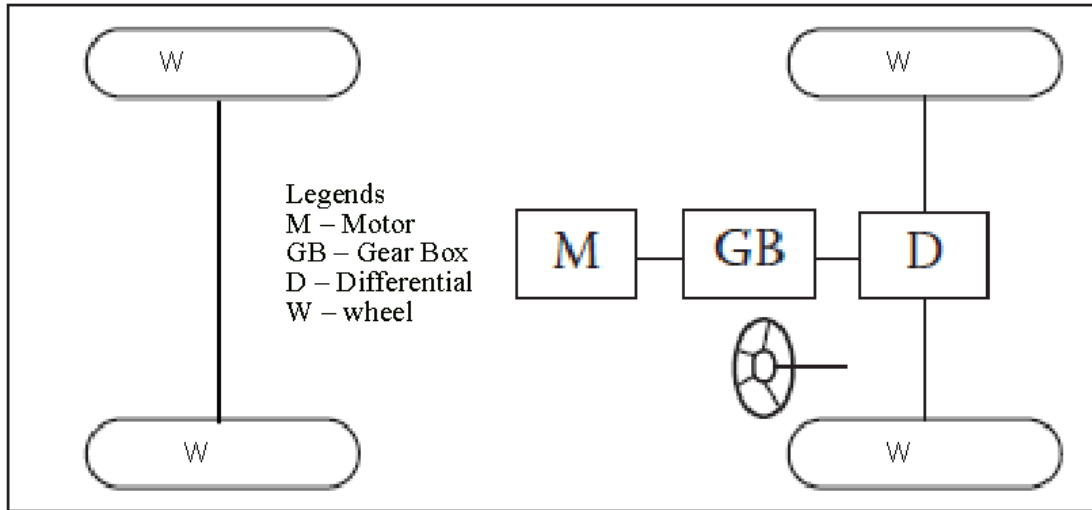 W
W
Legends
M – Motor
GB – Gear Box
D – Differential
W – wheel
M
GB
D
W
W